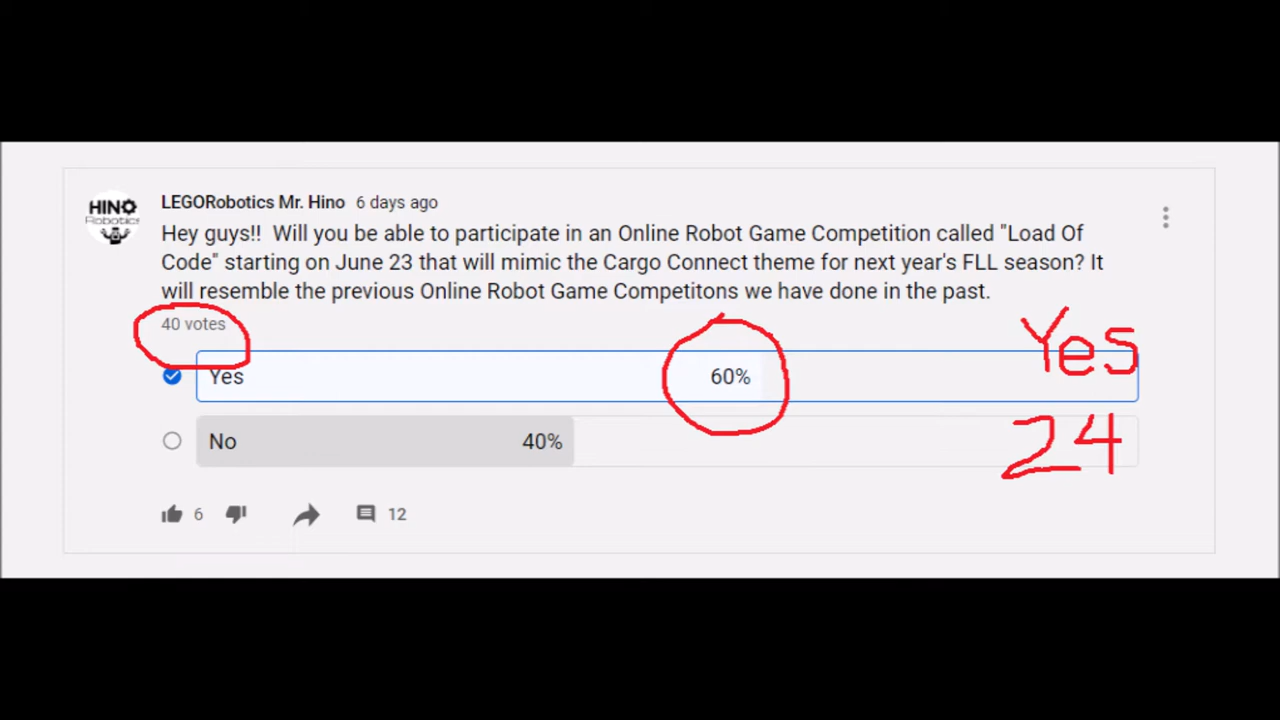 HINO
Robotics
LEGORobotics Mr. Hino 6 days ago
Hey guys!! Will you be able to participate in an Online Robot Game Competition called "Load Of
Code" starting on June 23 that will mimic the Cargo Connect theme for next year's FLL season? It
will resemble the previous Online Robot Game Competitons we have done in the past.
40 votes
Yes 60%
Yes
No 40%
24
6 12